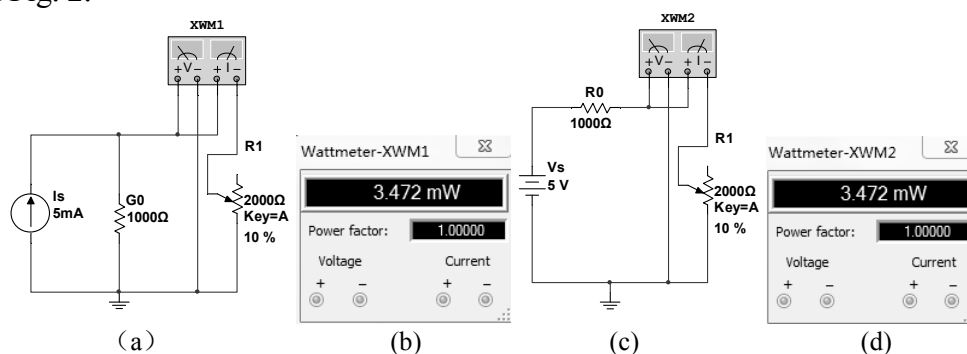 XWM1
+V- +I-
R1
Is
5mA
G0
1000Ω
2000Ω
Key=A
10 %
(a)
Wattmeter-XWM1
3.472 mW
Power factor: 1.00000
Voltage Current
+ - + -
(b)
XWM2
+V- +I-
R0
1000Ω
Vs
5 V
R1
2000Ω
Key=A
10 %
(c)
Wattmeter-XWM2
3.472 mW
Power factor: 1.00000
Voltage Current
+ - + -
(d)